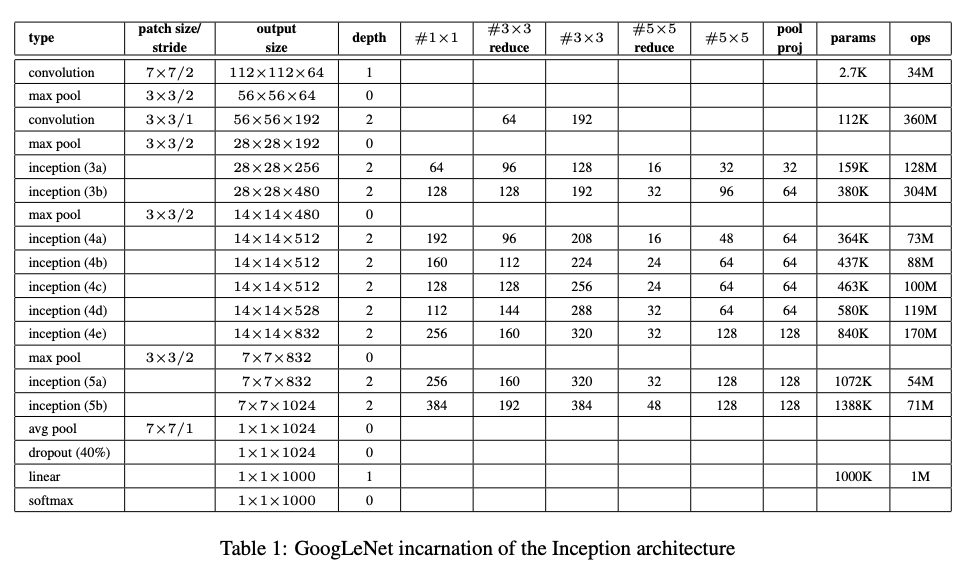 type patch size/ stride output size depth #1×1 #3×3 reduce #3×3 #5×5 reduce #5×5 pool proj params ops
convolution 7×7/2 112×112×64 1 2.7K 34M
max pool 3×3/2 56×56×64 0
convolution 3×3/1 56×56×192 2 64 192 112K 360M
max pool 3×3/2 28×28×192 0
inception (3a) 28×28×256 2 64 96 128 16 32 32 159K 128M
inception (3b) 28×28×480 2 128 128 192 32 96 64 380K 304M
max pool 3×3/2 14×14×480 0
inception (4a) 14×14×512 2 192 96 208 16 48 64 364K 73M
inception (4b) 14×14×512 2 160 112 224 24 64 64 437K 88M
inception (4c) 14×14×512 2 128 128 256 24 64 64 463K 100M
inception (4d) 14×14×528 2 112 144 288 32 64 64 580K 119M
inception (4e) 14×14×832 2 256 160 320 32 128 128 840K 170M
max pool 3×3/2 7×7×832 0
inception (5a) 7×7×832 2 256 160 320 32 128 128 1072K 54M
inception (5b) 7×7×1024 2 384 192 384 48 128 128 1388K 71M
avg pool 7×7/1 1×1×1024 0
dropout (40%) 1×1×1024 0
linear 1×1×1000 1 1000K 1M
softmax 1×1×1000 0
Table 1: GoogLeNet incarnation of the Inception architecture